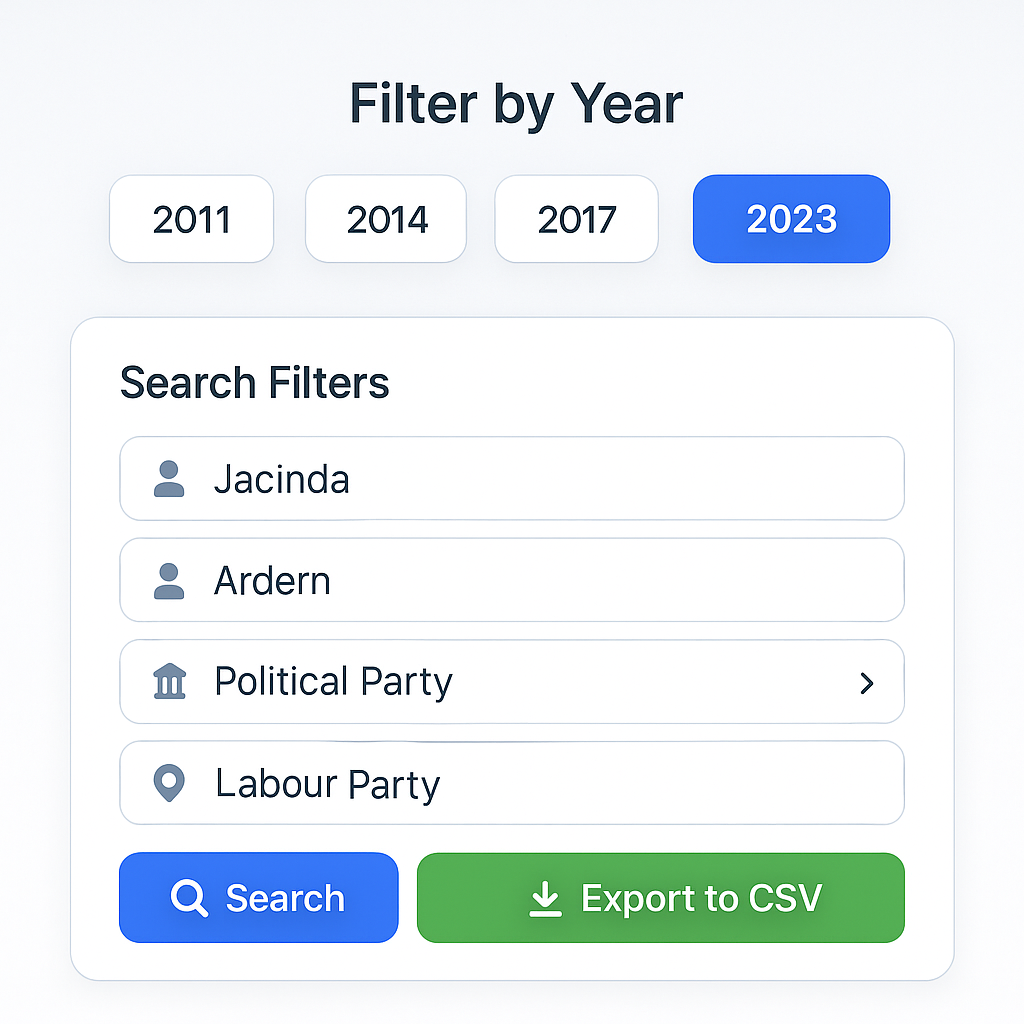 Filter by Year
2011 2014 2017 2023
Search Filters
Jacinda
Ardern
Political Party
Labour Party
Search Export to CSV